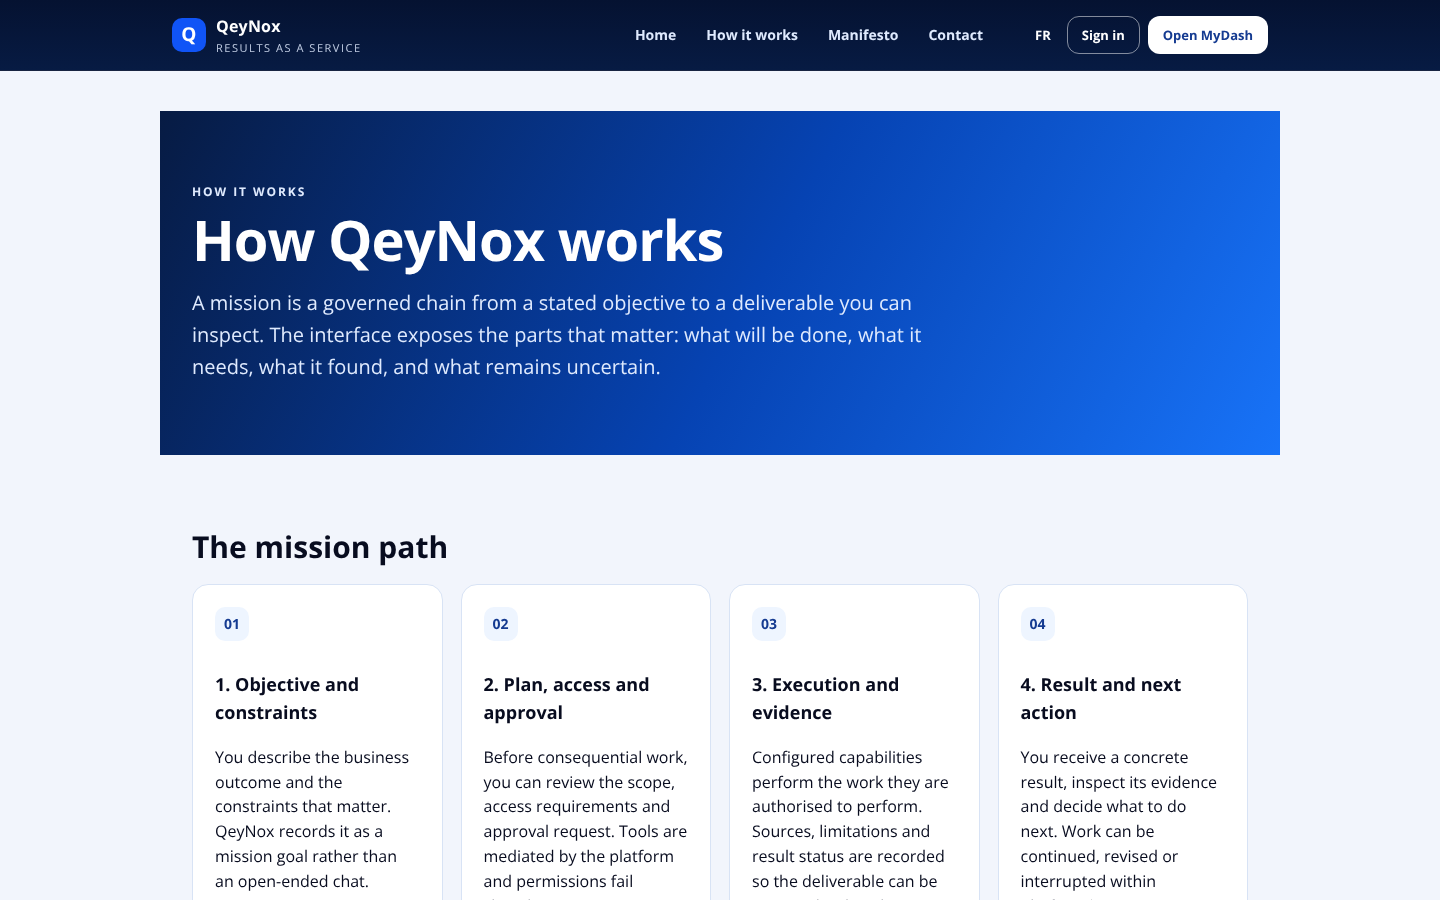 Q
QeyNox
RESULTS AS A SERVICE
Home
How it works
Manifesto
Contact
FR
Sign in
Open MyDash
HOW IT WORKS
How QeyNox works
A mission is a governed chain from a stated objective to a deliverable you can
inspect. The interface exposes the parts that matter: what will be done, what it
needs, what it found, and what remains uncertain.
The mission path
01
1. Objective and
constraints
You describe the business
outcome and the
constraints that matter.
QeyNox records it as a
mission goal rather than
an open-ended chat.
02
2. Plan, access and
approval
Before consequential work,
you can review the scope,
access requirements and
approval request. Tools are
mediated by the platform
and permissions fail
03
3. Execution and
evidence
Configured capabilities
perform the work they are
authorised to perform.
Sources, limitations and
result status are recorded
so the deliverable can be
04
4. Result and next
action
You receive a concrete
result, inspect its evidence
and decide what to do
next. Work can be
continued, revised or
interrupted within